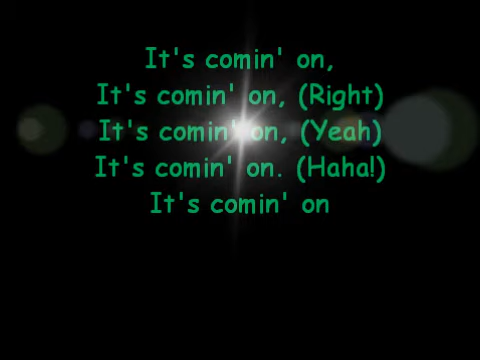 It's comin' on,
It's comin' on, (Right)
It's comin' on, (Yeah)
It's comin' on. (Haha!)
It's comin' on